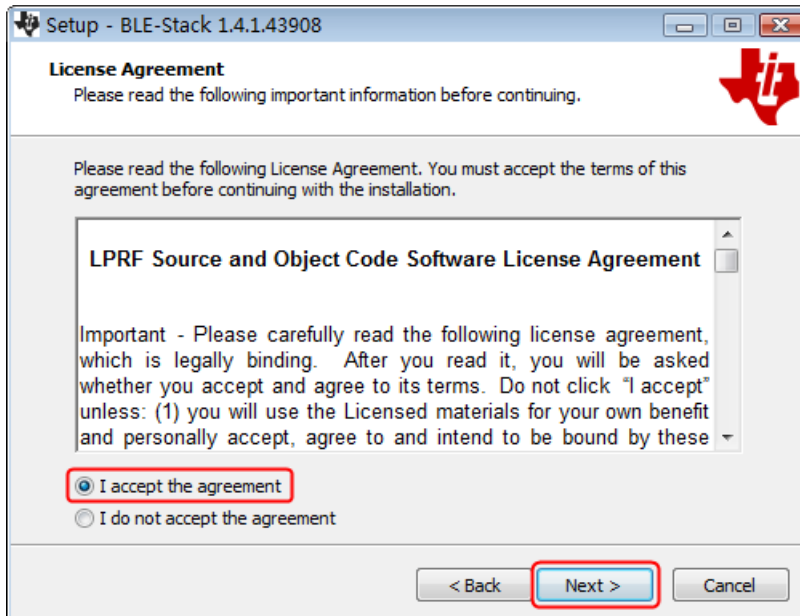 Setup - BLE-Stack 1.4.1.43908
License Agreement
Please read the following important information before continuing.
Please read the following License Agreement. You must accept the terms of this
agreement before continuing with the installation.
LPRF Source and Object Code Software License Agreement
Important - Please carefully read the following license agreement,
which is legally binding. After you read it, you will be asked
whether you accept and agree to its terms. Do not click “I accept”
unless: (1) you will use the Licensed materials for your own benefit
and personally accept, agree to and intend to be bound by these
I accept the agreement
I do not accept the agreement
< Back Next > Cancel